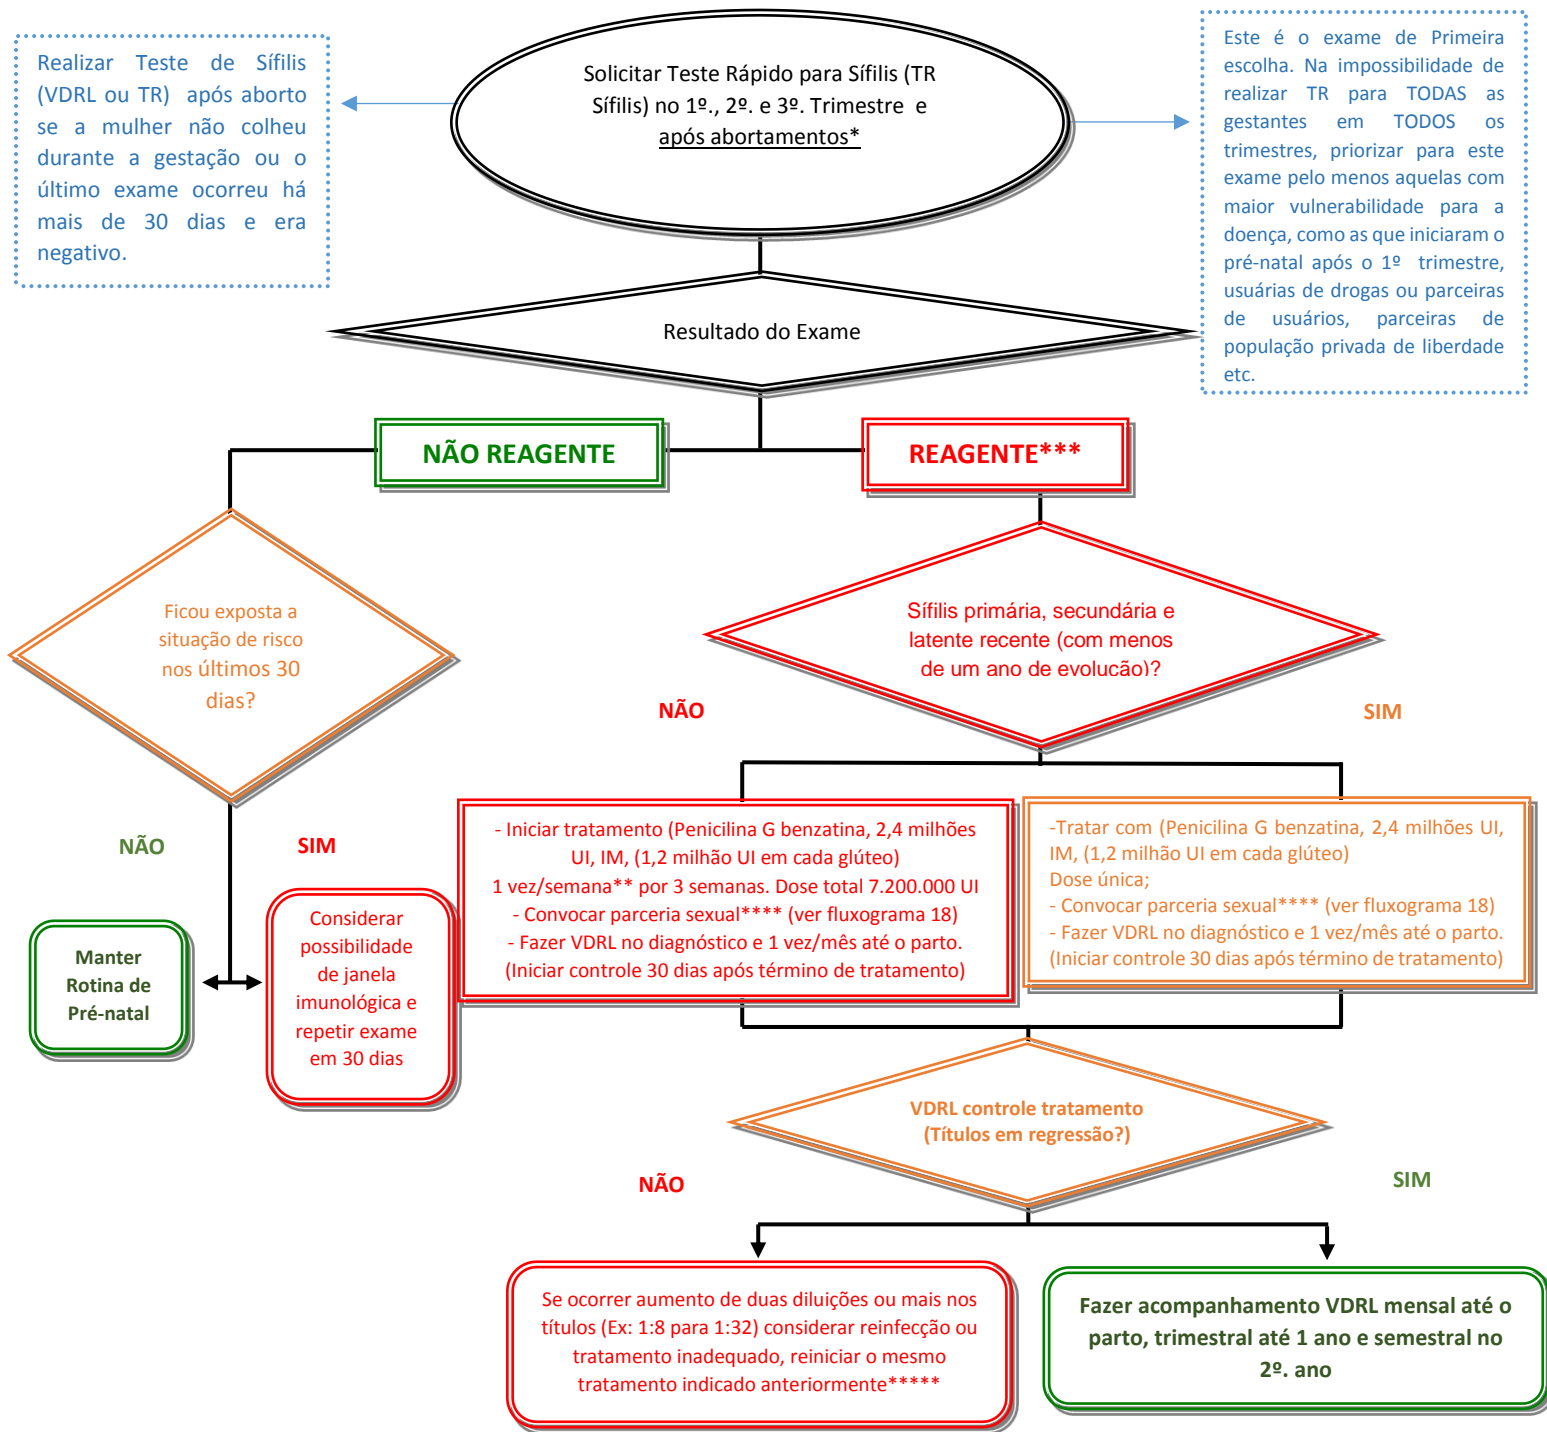 Realizar Teste de Sífilis
(VDRL ou TR) após aborto
se a mulher não colheu
durante a gestação ou o
último exame ocorreu há
mais de 30 dias e era
negativo.
Solicitar Teste Rápido para Sífilis (TR
Sífilis) no 1º., 2º. e 3º. Trimestre e
após abortamentos*
Este é o exame de Primeira
escolha. Na impossibilidade de
realizar TR para TODAS as
gestantes em TODOS os
trimestres, priorizar para este
exame pelo menos aquelas com
maior vulnerabilidade para a
doença, como as que iniciaram o
pré-natal após o 1º trimestre,
usuárias de drogas ou parceiras
de usuários, parceiras de
população privada de liberdade
etc.
Resultado do Exame
NÃO REAGENTE
REAGENTE***
Ficou exposta a
situação de risco
nos últimos 30
dias?
Sífilis primária, secundária e
latente recente (com menos
de um ano de evolucão)?
NÃO
SIM
NÃO
SIM
Manter
Rotina de
Pré-natal
Considerar
possibilidade
de janela
imunológica e
repetir exame
em 30 dias
- Iniciar tratamento (Penicilina G benzatina, 2,4 milhões
UI, IM, (1,2 milhão UI em cada glúteo)
1 vez/semana** por 3 semanas. Dose total 7.200.000 UI
- Convocar parceria sexual**** (ver fluxograma 18)
- Fazer VDRL no diagnóstico e 1 vez/mês até o parto.
(Iniciar controle 30 dias após término de tratamento)
-Tratar com (Penicilina G benzatina, 2,4 milhões UI,
IM, (1,2 milhão UI em cada glúteo)
Dose única;
- Convocar parceria sexual**** (ver fluxograma 18)
- Fazer VDRL no diagnóstico e 1 vez/mês até o parto.
(Iniciar controle 30 dias após término de tratamento)
VDRL controle tratamento
(Títulos em regressão?)
NÃO
SIM
Se ocorrer aumento de duas diluições ou mais nos
títulos (Ex: 1:8 para 1:32) considerar reinfecção ou
tratamento inadequado, reiniciar o mesmo
tratamento indicado anteriormente*****
Fazer acompanhamento VDRL mensal até o
parto, trimestral até 1 ano e semestral no
2º. ano